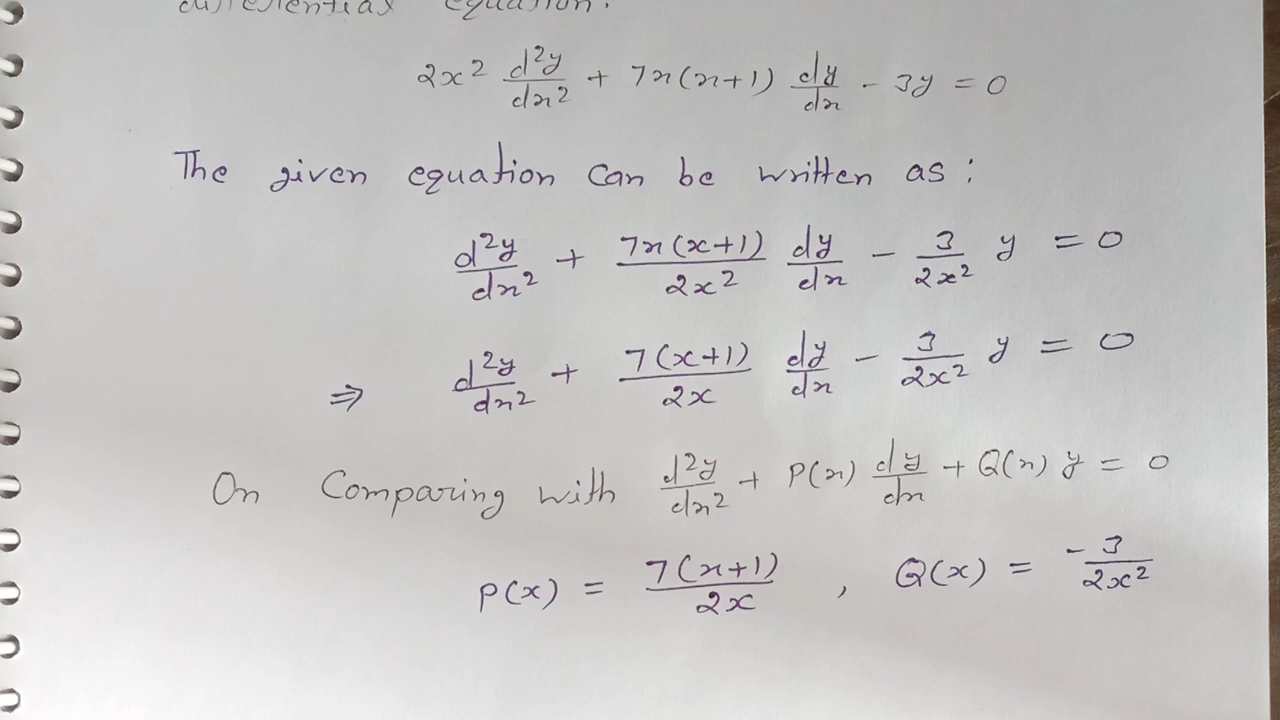 differential equation.
2x² d²y/dx² + 7x(x+1) dy/dx - 3y = 0
The given equation can be written as :
d²y/dx² + 7x(x+1)/2x² dy/dx - 3/2x² y = 0
⇒ d²y/dx² + 7(x+1)/2x dy/dx - 3/2x² y = 0
On Comparing with d²y/dx² + P(x) dy/dx + Q(x) y = 0
P(x) = 7(x+1)/2x , Q(x) = -3/2x²